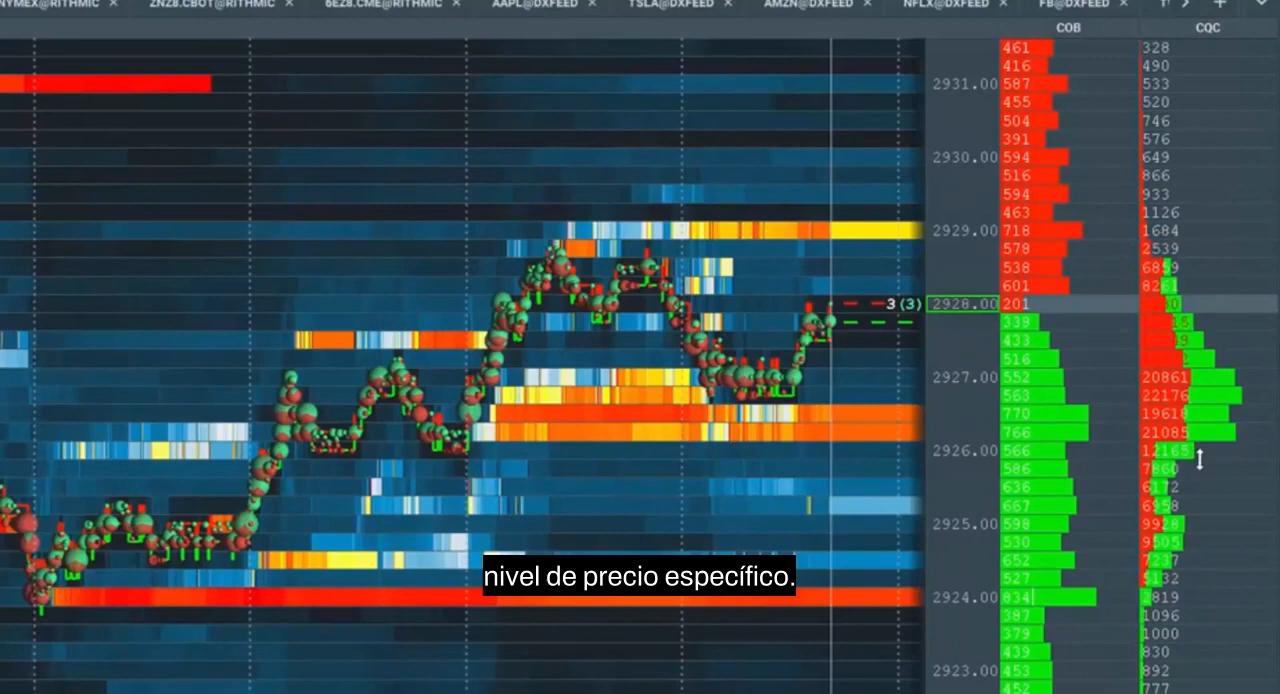 NYMEX@RITHMIC × ZNZ8.CBOT@RITHMIC × 6EZ8.CME@RITHMIC × AAPL@DXFEED × TSLA@DXFEED × AMZN@DXFEED × NFLX@DXFEED × FB@DXFEED ×
COB CQC
461 328
416 490
2931.00 587 533
455 520
504 746
391 576
2930.00 594 649
516 866
594 933
463 1126
2929.00 718 1684
578 2539
538 6859
601 8261
3 (3) 2928.00 201
339
433
516
2927.00 552 20861
563 22176
770 19618
766 21085
2926.00 566 12165
586 7860
636 6172
667 6958
2925.00 598 9928
530 9505
652 7237
527 5132
nivel de precio específico.
2924.00 834 2819
387 1096
379 1000
439 830
2923.00 453 892
452 777